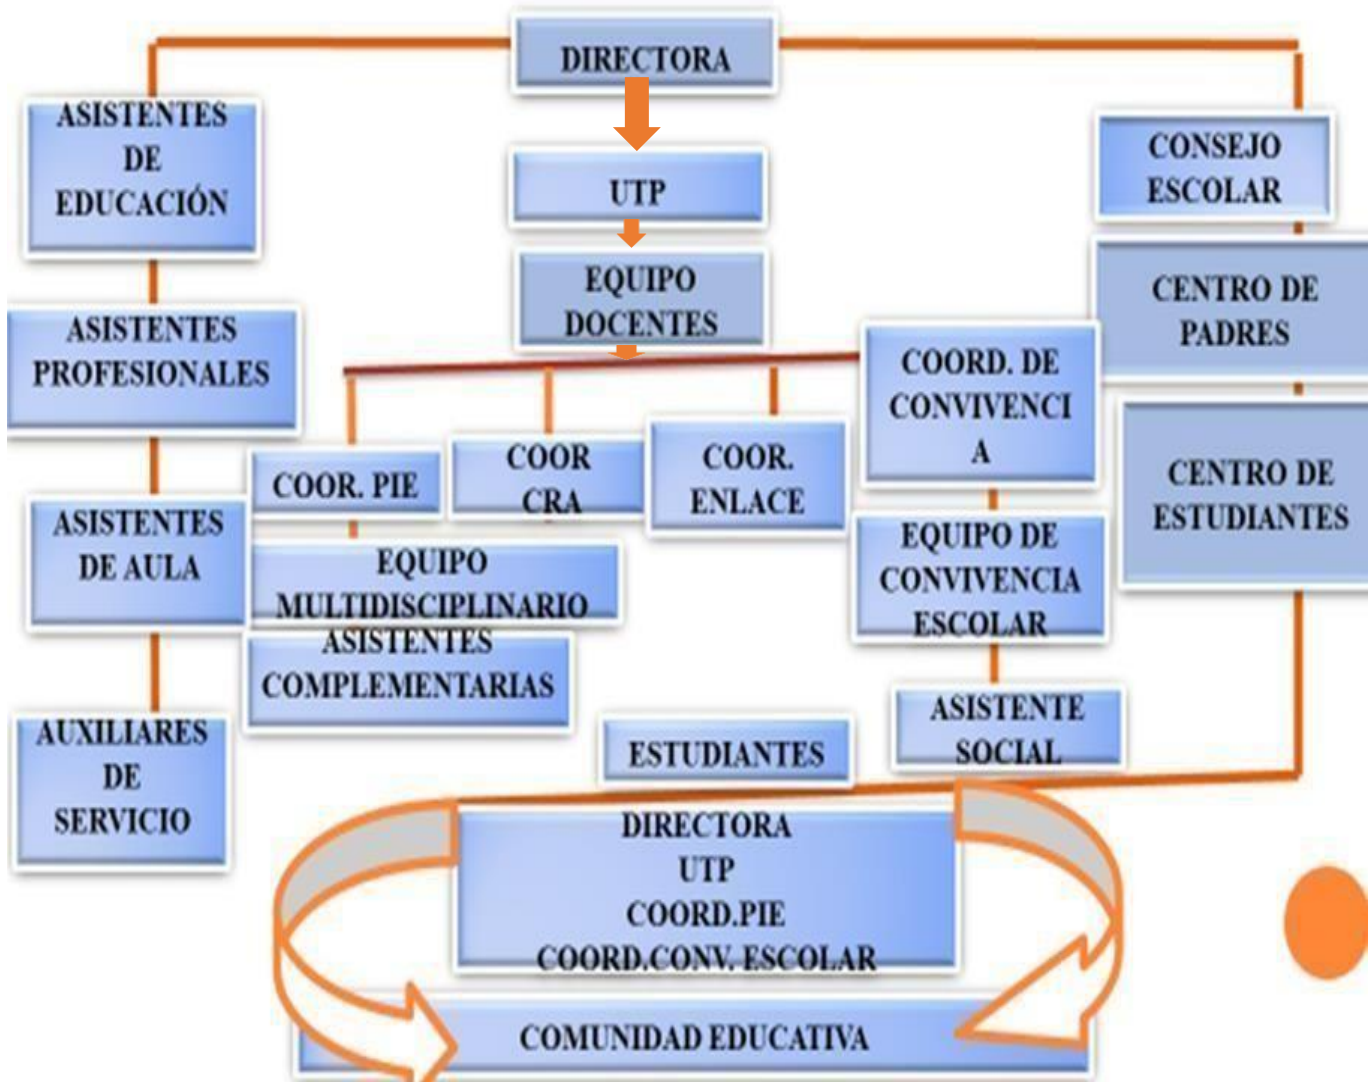 DIRECTORA
ASISTENTES
DE
EDUCACIÓN
UTP
CONSEJO
ESCOLAR
EQUIPO
DOCENTES
CENTRO DE
PADRES
ASISTENTES
PROFESIONALES
COORD. DE
CONVIVENCI
A
COOR. PIE
COOR
CRA
COOR.
ENLACE
CENTRO DE
ESTUDIANTES
ASISTENTES
DE AULA
EQUIPO
MULTIDISCIPLINARIO
EQUIPO DE
CONVIVENCIA
ESCOLAR
ASISTENTES
COMPLEMENTARIAS
AUXILIARES
DE
SERVICIO
ASISTENTE
SOCIAL
ESTUDIANTES
DIRECTORA
UTP
COORD.PIE
COORD.CONV. ESCOLAR
COMUNIDAD EDUCATIVA